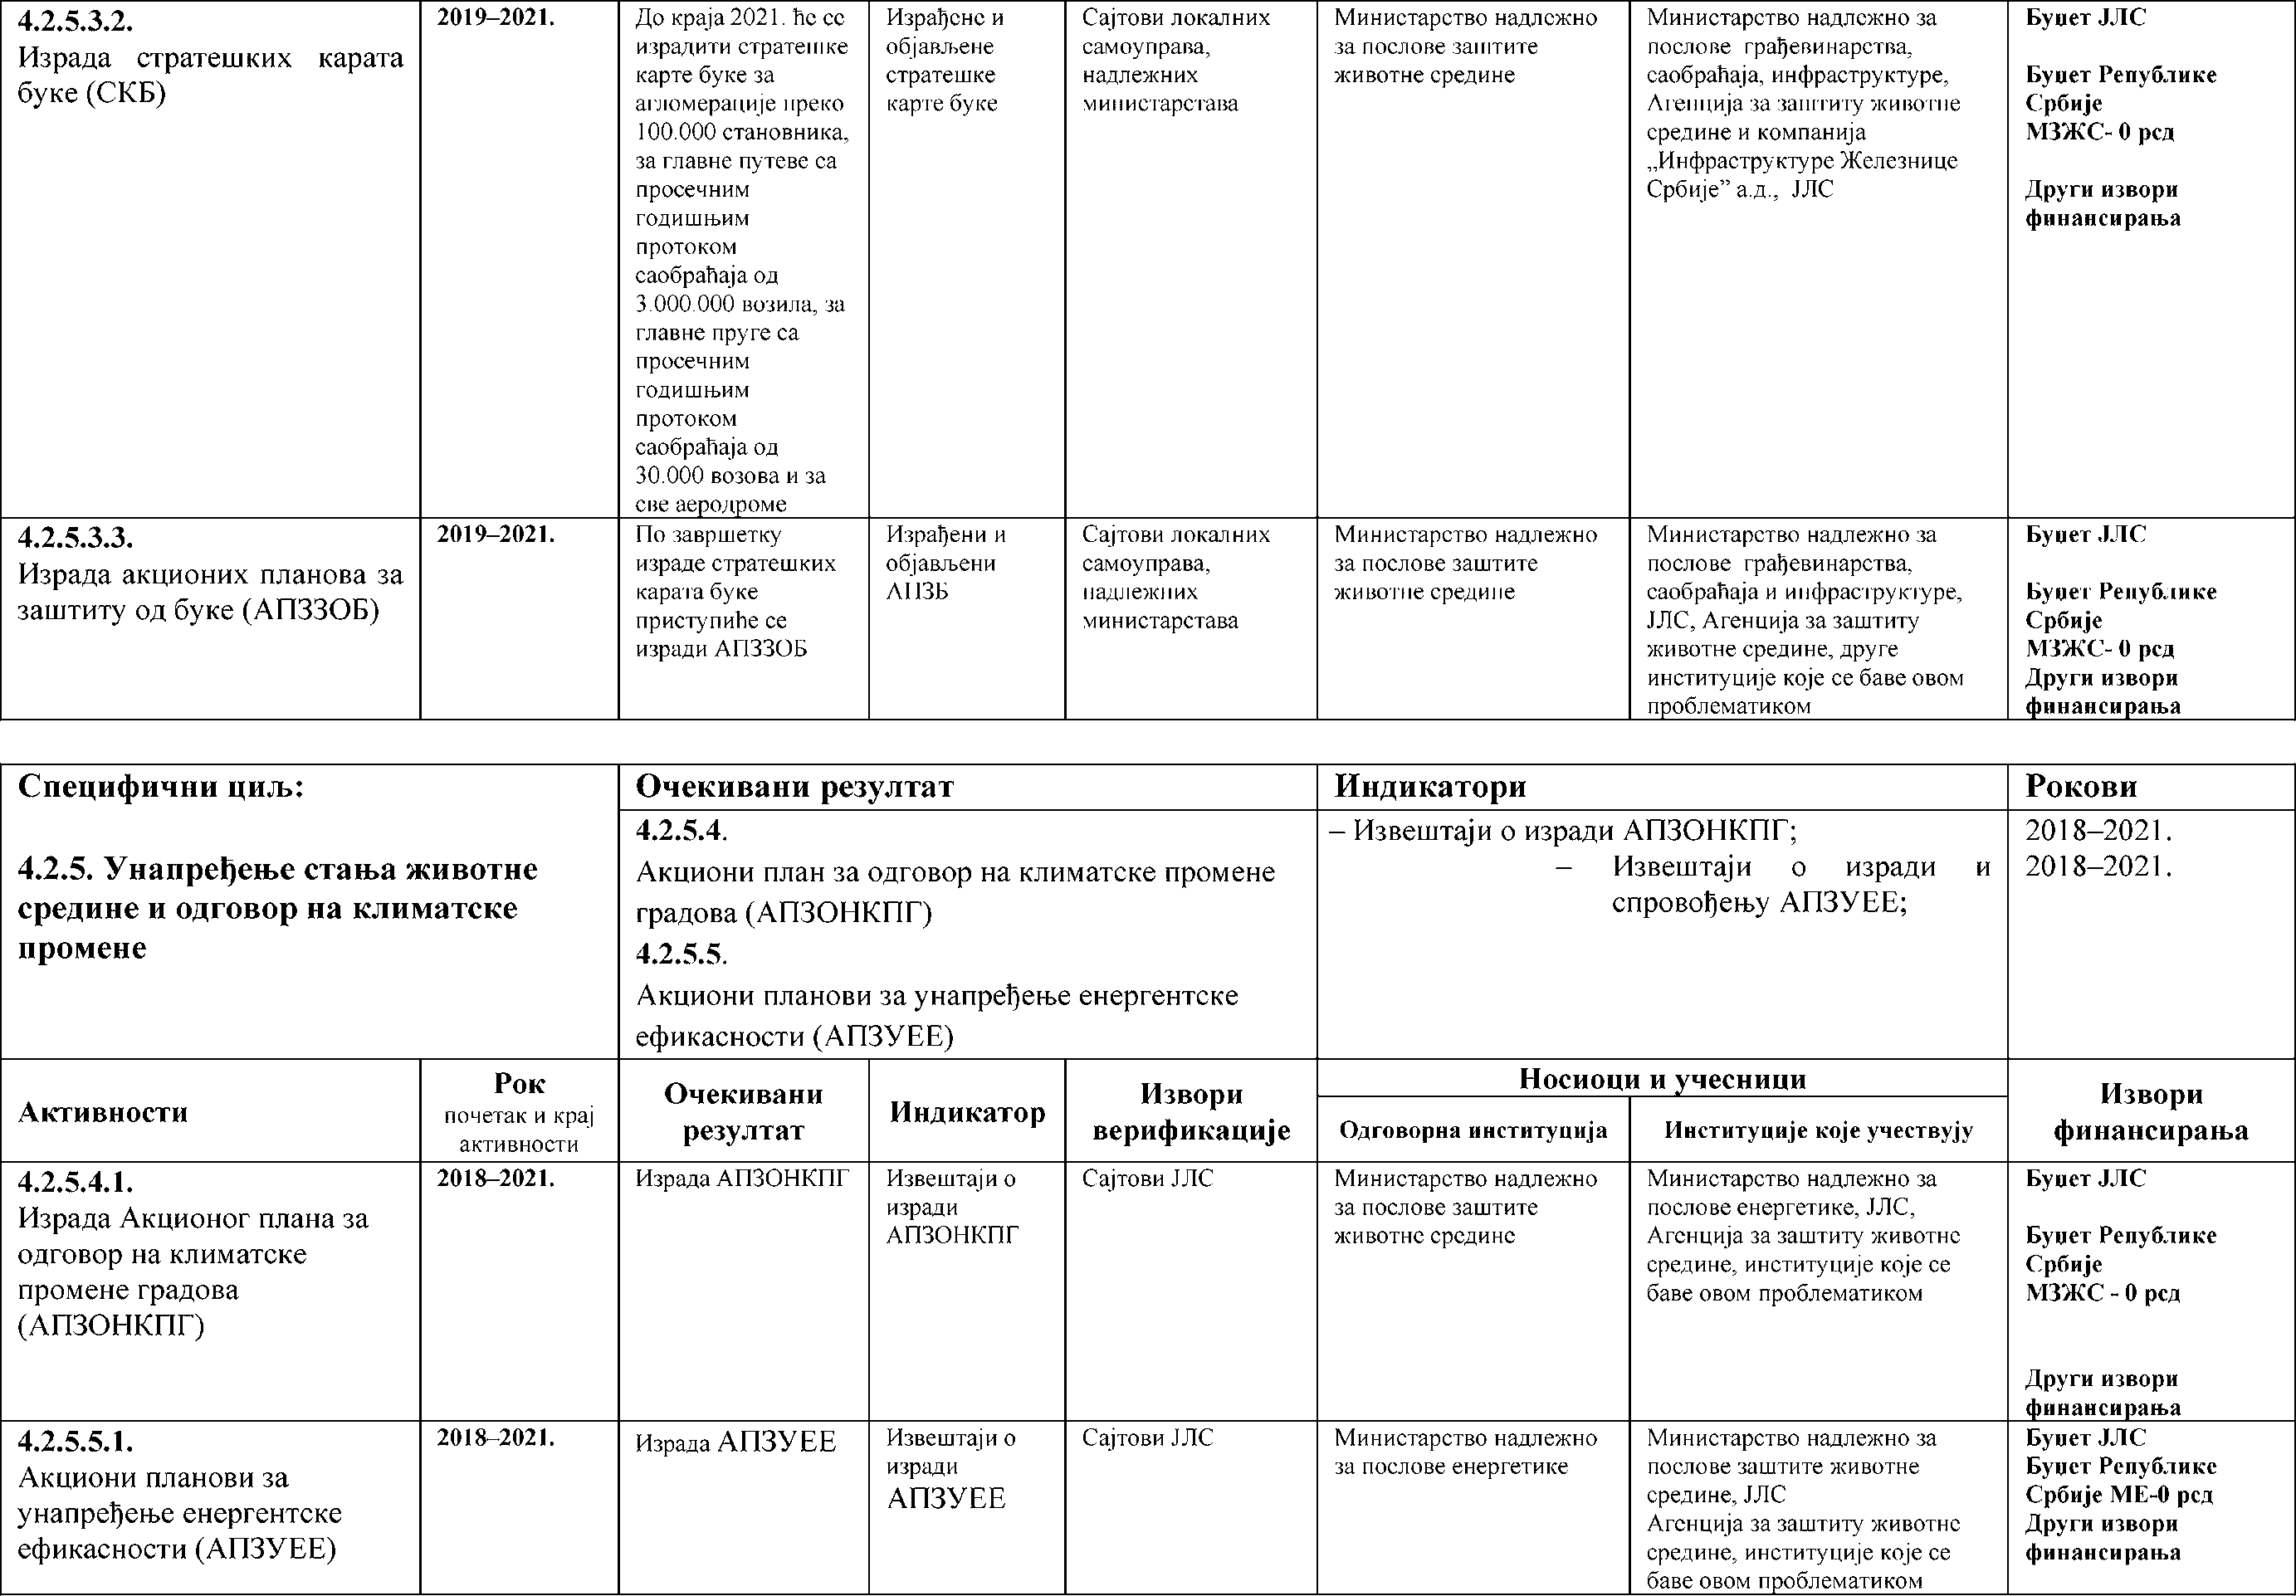 4.2.5.3.2.
Израда стратешких карата
буке (СКБ)
2019–2021.
До краја 2021. ће се
израдити стратешке
карте буке за
агломерације преко
100.000 становника,
за главне путеве са
просечним
годишњим
протоком
саобраћаја од
3.000.000 возила, за
главне пруге са
просечним
годишњим
протоком
саобраћаја од
30.000 возова и за
све аеродроме
Израђене и
објављене
стратешке
карте буке
Сајтови локалних
самоуправа,
надлежних
министарстава
Министарство надлежно
за послове заштите
животне средине
Министарство надлежно за
послове грађевинарства,
саобраћаја, инфраструктуре,
Агенција за заштиту животне
средине и компанија
„Инфраструктуре Железнице
Србије” а.д., ЈЛС
Буџет ЈЛС
Буџет Републике
Србије
МЗЖС- 0 рсд
Други извори
финансирања
4.2.5.3.3.
Израда акционих планова за
заштиту од буке (АПЗЗОБ)
2019–2021.
По завршетку
израде стратешких
карата буке
приступиће се
изради АПЗЗОБ
Израђени и
објављени
АПЗБ
Сајтови локалних
самоуправа,
надлежних
министарстава
Министарство надлежно
за послове заштите
животне средине
Министарство надлежно за
послове грађевинарства,
саобраћаја и инфраструктуре,
ЈЛС, Агенција за заштиту
животне средине, друге
институције које се баве овом
проблематиком
Буџет ЈЛС
Буџет Републике
Србије
МЗЖС- 0 рсд
Други извори
финансирања
Специфични циљ:
4.2.5. Унапређење стања животне
средине и одговор на климатске
промене
Очекивани резултат
4.2.5.4.
Акциони план за одговор на климатске промене
градова (АПЗОНКПГ)
4.2.5.5.
Акциони планови за унапређење енергентске
ефикасности (АПЗУЕЕ)
Индикатори
– Извештаји о изради АПЗОНКПГ;
– Извештаји о изради и
спровођењу АПЗУЕЕ;
Рокови
2018–2021.
2018–2021.
Активности
Рок
почетак и крај
активности
Очекивани
резултат
Индикатор
Извори
верификације
Носиоци и учесници
Одговорна институција
Институције које учествују
Извори
финансирања
4.2.5.4.1.
Израда Акционог плана за
одговор на климатске
промене градова
(АПЗОНКПГ)
2018–2021.
Израда АПЗОНКПГ
Извештаји о
изради
АПЗОНКПГ
Сајтови ЈЛС
Министарство надлежно
за послове заштите
животне средине
Министарство надлежно за
послове енергетике, ЈЛС,
Агенција за заштиту животне
средине, институције које се
баве овом проблематиком
Буџет ЈЛС
Буџет Републике
Србије
МЗЖС - 0 рсд
Други извори
финансирања
4.2.5.5.1.
Акциони планови за
унапређење енергентске
ефикасности (АПЗУЕЕ)
2018–2021.
Израда АПЗУЕЕ
Извештаји о
изради
АПЗУЕЕ
Сајтови ЈЛС
Министарство надлежно
за послове енергетике
Министарство надлежно за
послове заштите животне
средине, ЈЛС
Агенција за заштиту животне
средине, институције које се
баве овом проблематиком
Буџет ЈЛС
Буџет Републике
Србије МЕ-0 рсд
Други извори
финансирања